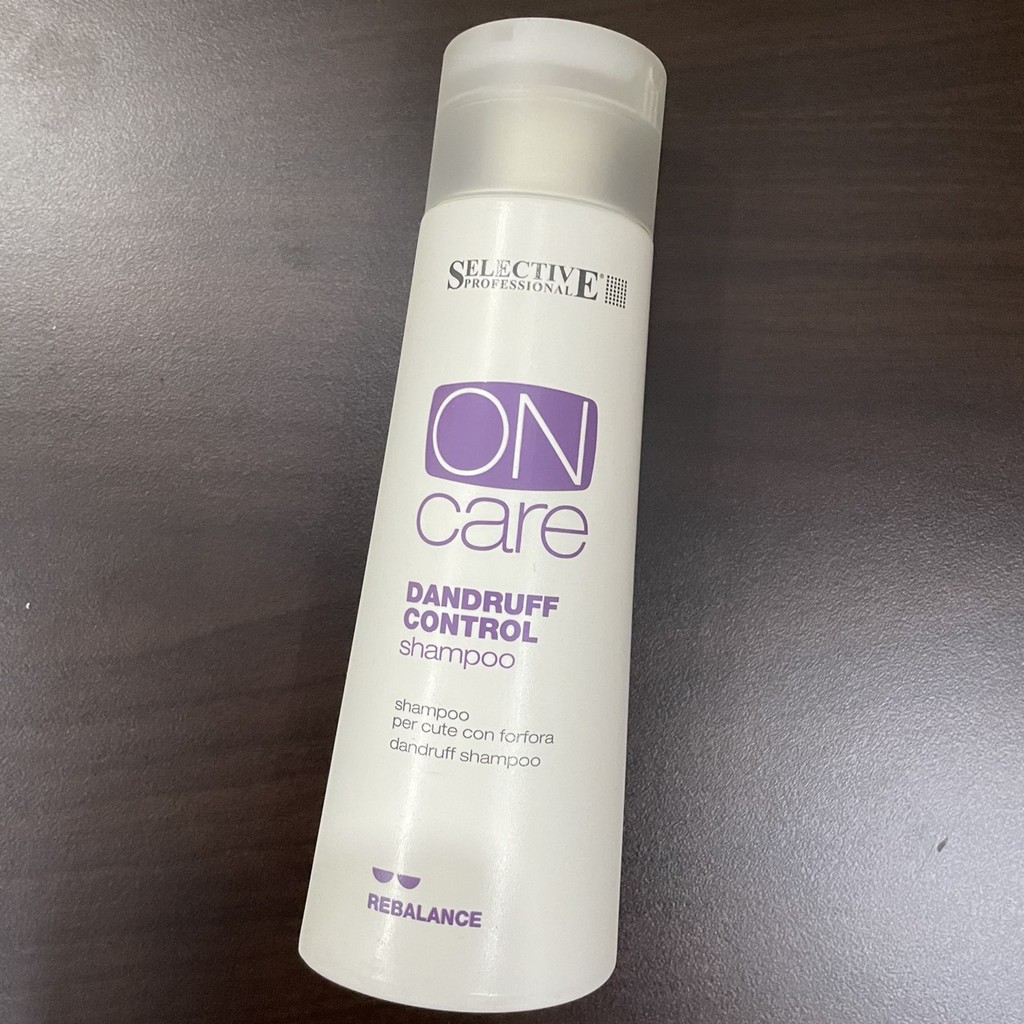 SELECTIVE®
PROFESSIONAL
ON
care
DANDRUFF
CONTROL
shampoo
shampoo
per cute con forfora
dandruff shampoo
REBALANCE